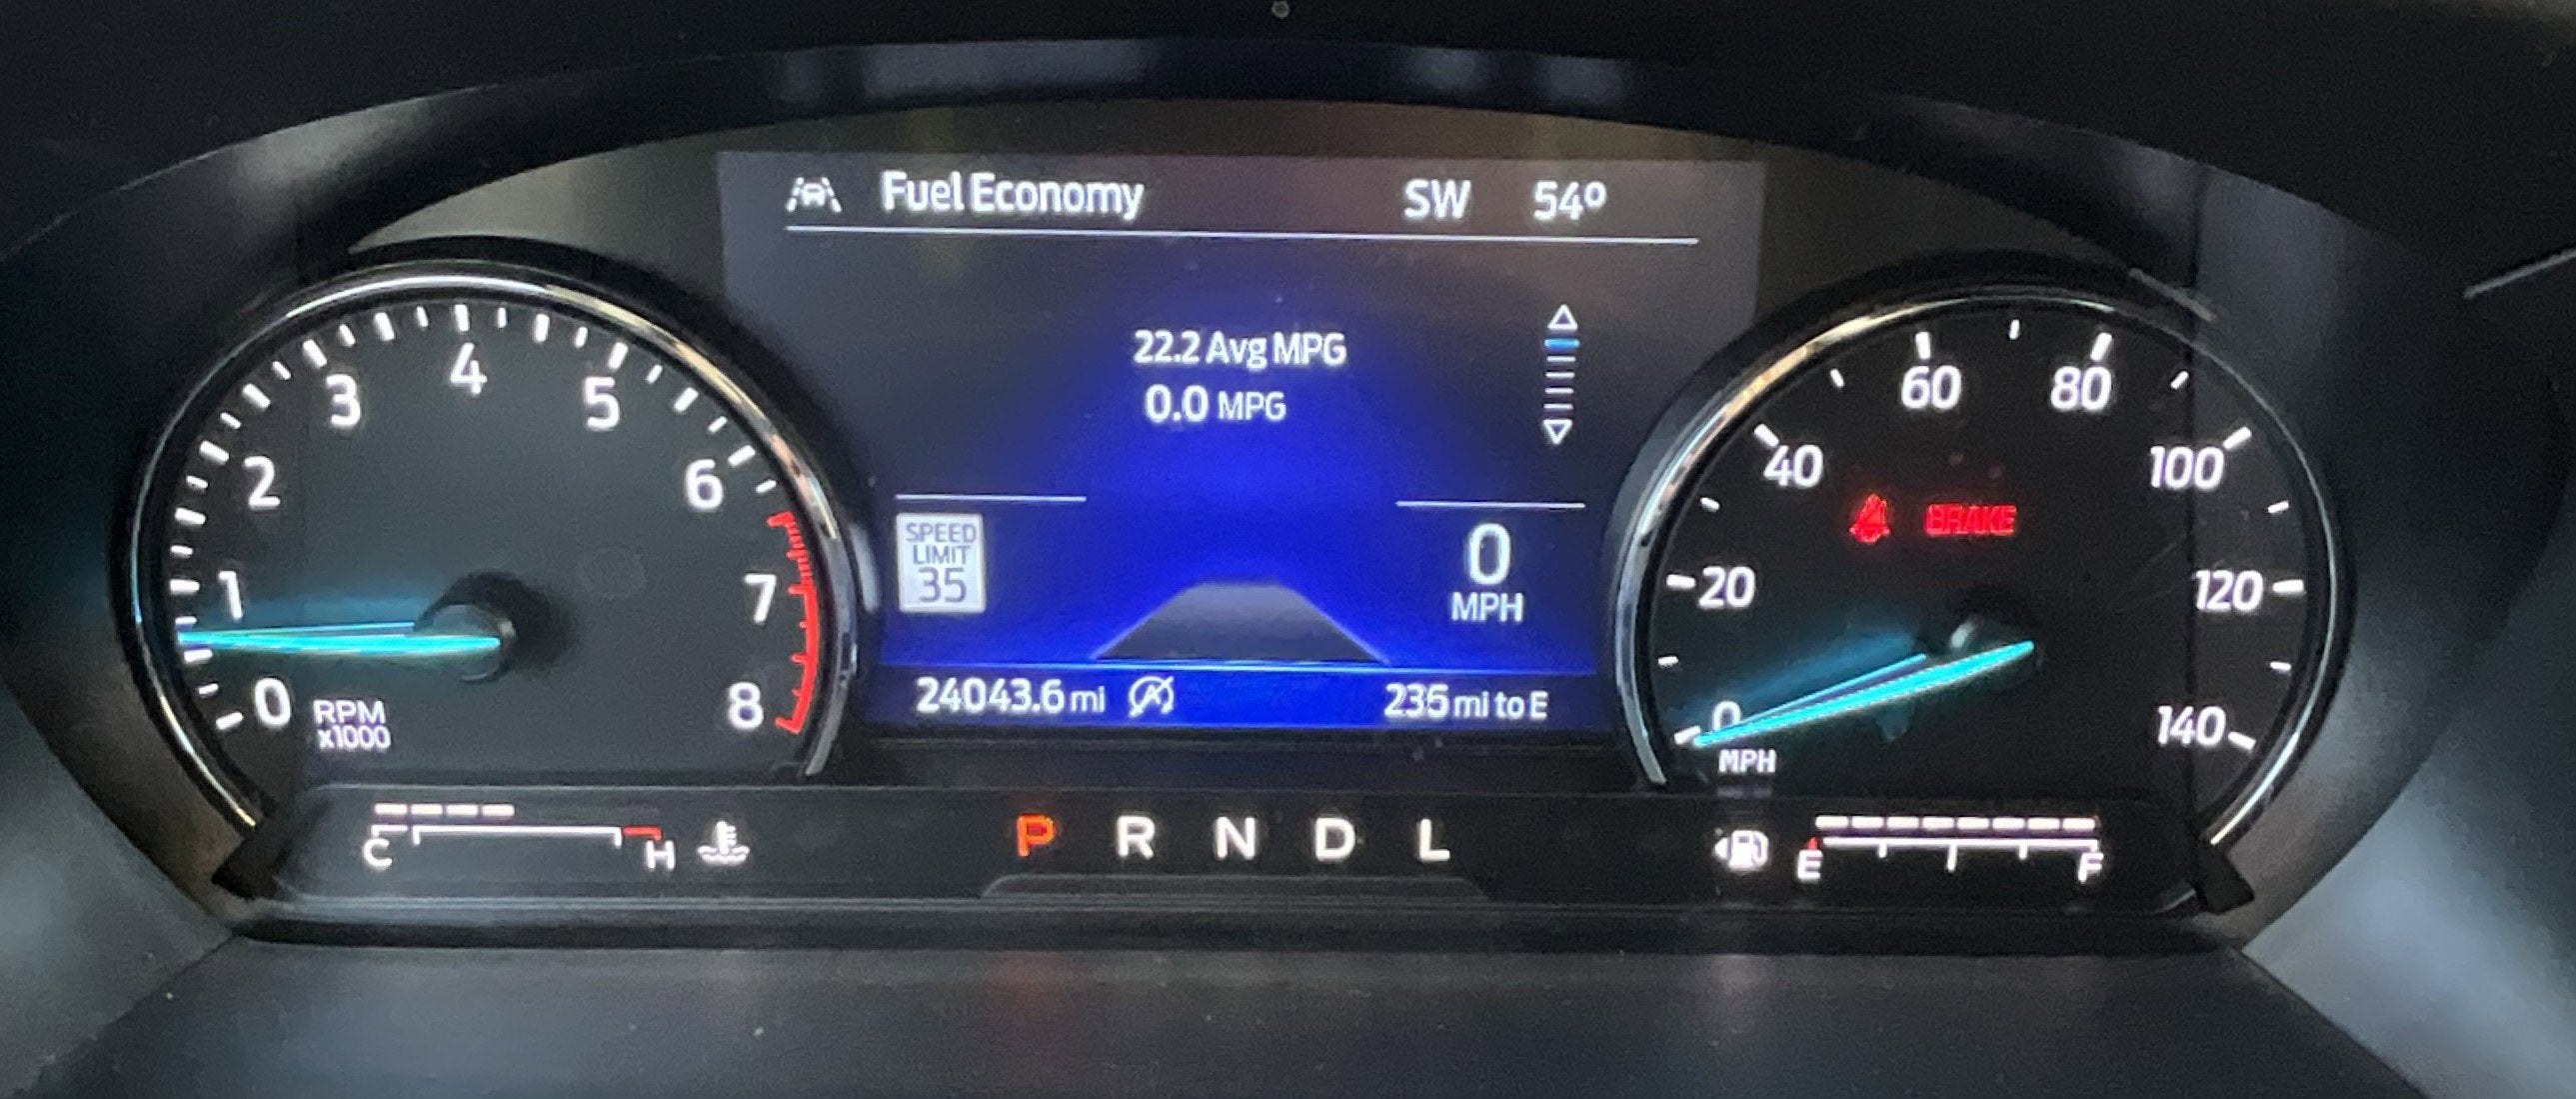 Fuel Economy SW 54º
22.2 Avg MPG
0.0 MPG
SPEED
LIMIT
35
0
MPH
24043.6 mi 235 mi to E
0 1 2 3 4 5 6 7 8
RPM
x1000
0 20 40 60 80 100 120 140
MPH
BRAKE
C H
P R N D L
E F